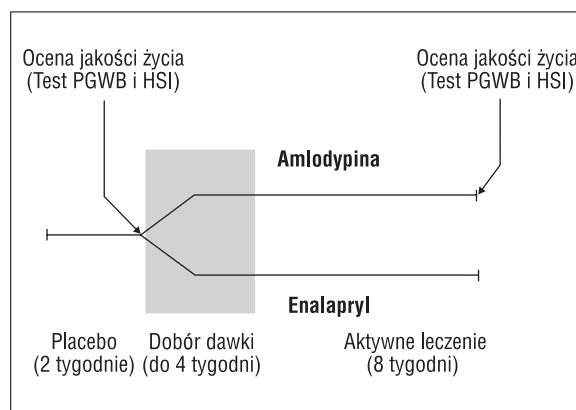 Ocena jakości życia
(Test PGWB i HSI)
Ocena jakości życia
(Test PGWB i HSI)
Amlodypina
Enalapryl
Placebo
(2 tygodnie)
Dobór dawki
(do 4 tygodni)
Aktywne leczenie
(8 tygodni)